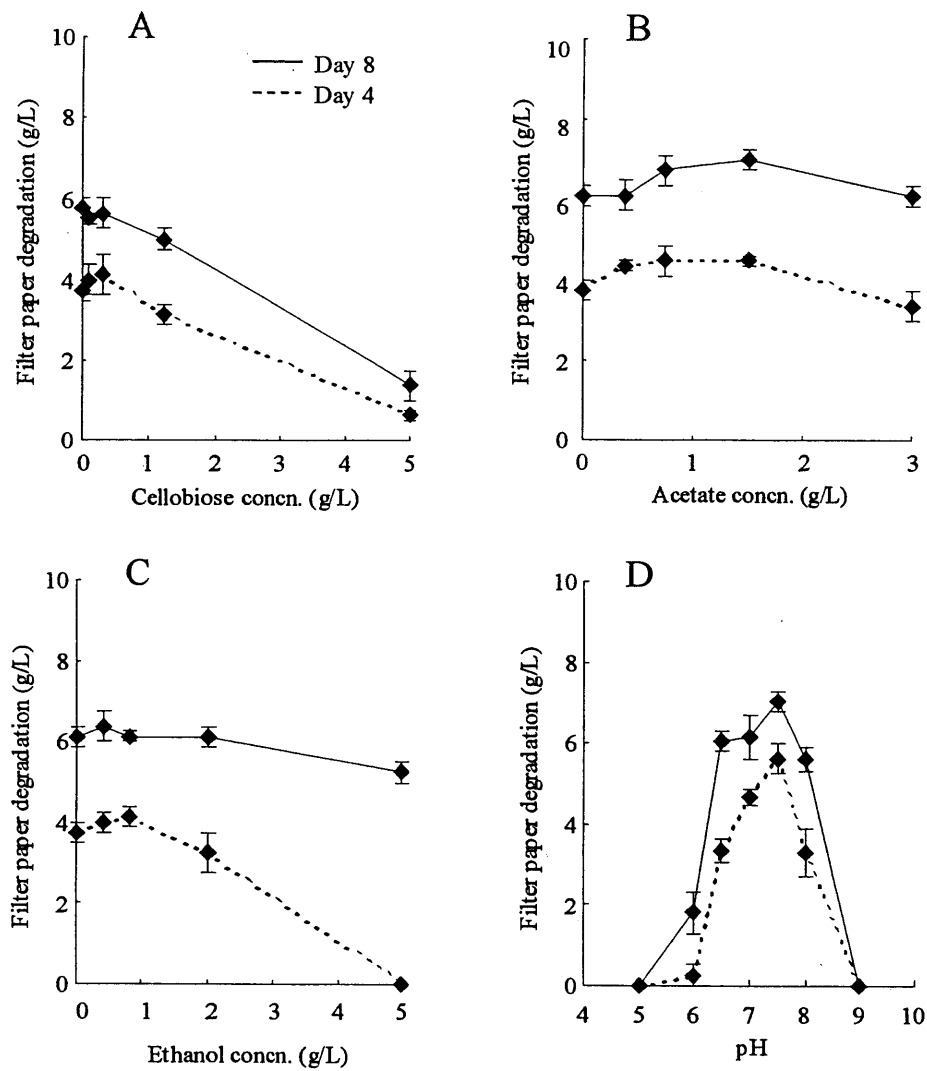 A
Day 8
Day 4
Filter paper degradation (g/L)
10
8
6
4
2
0
0 1 2 3 4 5
Cellobiose concn. (g/L)
B
Filter paper degradation (g/L)
10
8
6
4
2
0
0 1 2 3
Acetate concn. (g/L)
C
Filter paper degradation (g/L)
10
8
6
4
2
0
0 1 2 3 4 5
Ethanol concn. (g/L)
D
Filter paper degradation (g/L)
10
8
6
4
2
0
4 5 6 7 8 9 10
pH